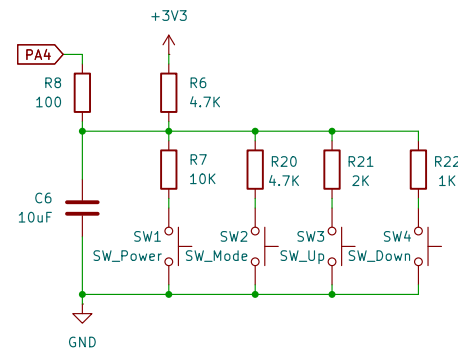 +3V3
PA4
R8
100
R6
4.7K
R7
10K
R20
4.7K
R21
2K
R22
1K
C6
10uF
SW1
SW_Power
SW2
SW_Mode
SW3
SW_Up
SW4
SW_Down
GND